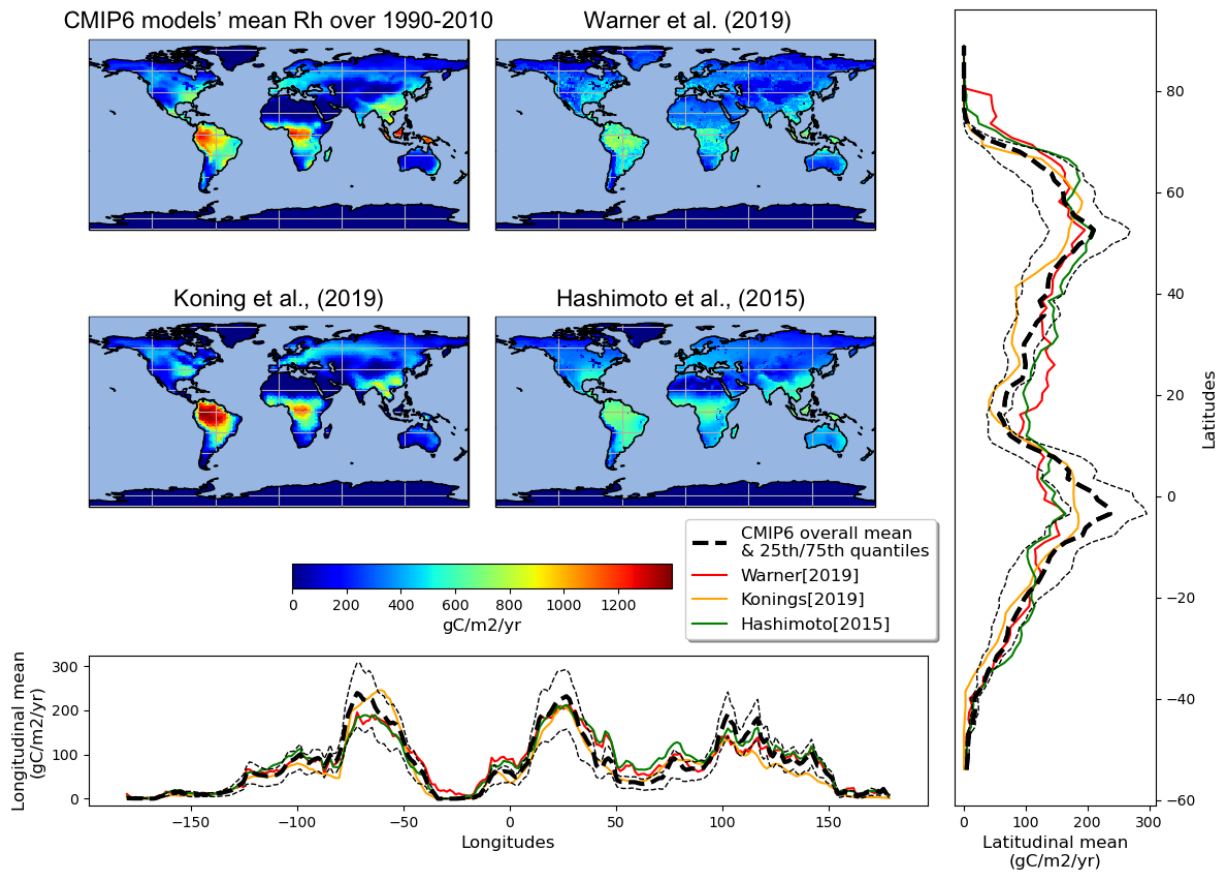 CMIP6 models' mean Rh over 1990-2010
Warner et al. (2019)
Koning et al., (2019)
Hashimoto et al., (2015)
0 200 400 600 800 1000 1200
gC/m2/yr
CMIP6 overall mean
& 25th/75th quantiles
Warner[2019]
Konings[2019]
Hashimoto[2015]
300
200
100
0
Longitudinal mean
(gC/m2/yr)
−150 −100 −50 0 50 100 150
Longitudes
80
60
40
20
0
−20
−40
−60
Latitudes
0 100 200 300
Latitudinal mean
(gC/m2/yr)